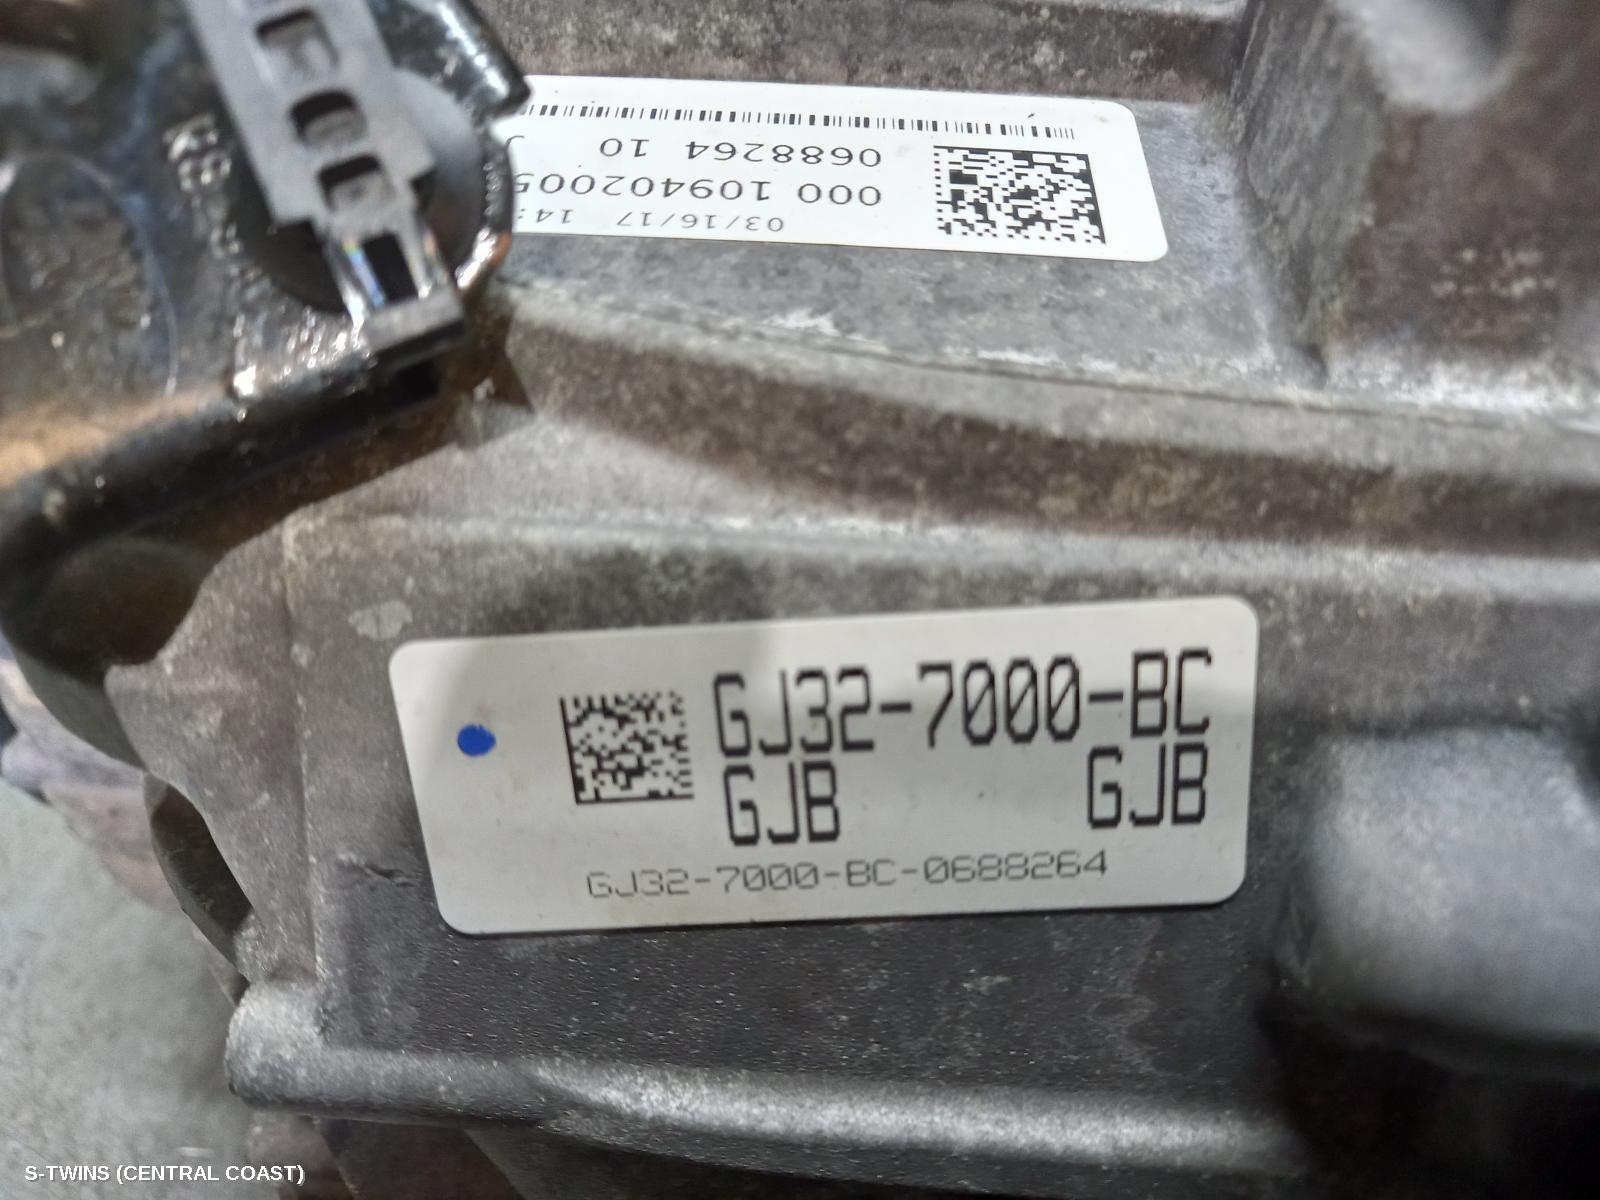 03/16/17 14:
000 109402005
0688264 10
GJ32-7000-BC
GJB GJB
GJ32-7000-BC-0688264
S-TWINS (CENTRAL COAST)